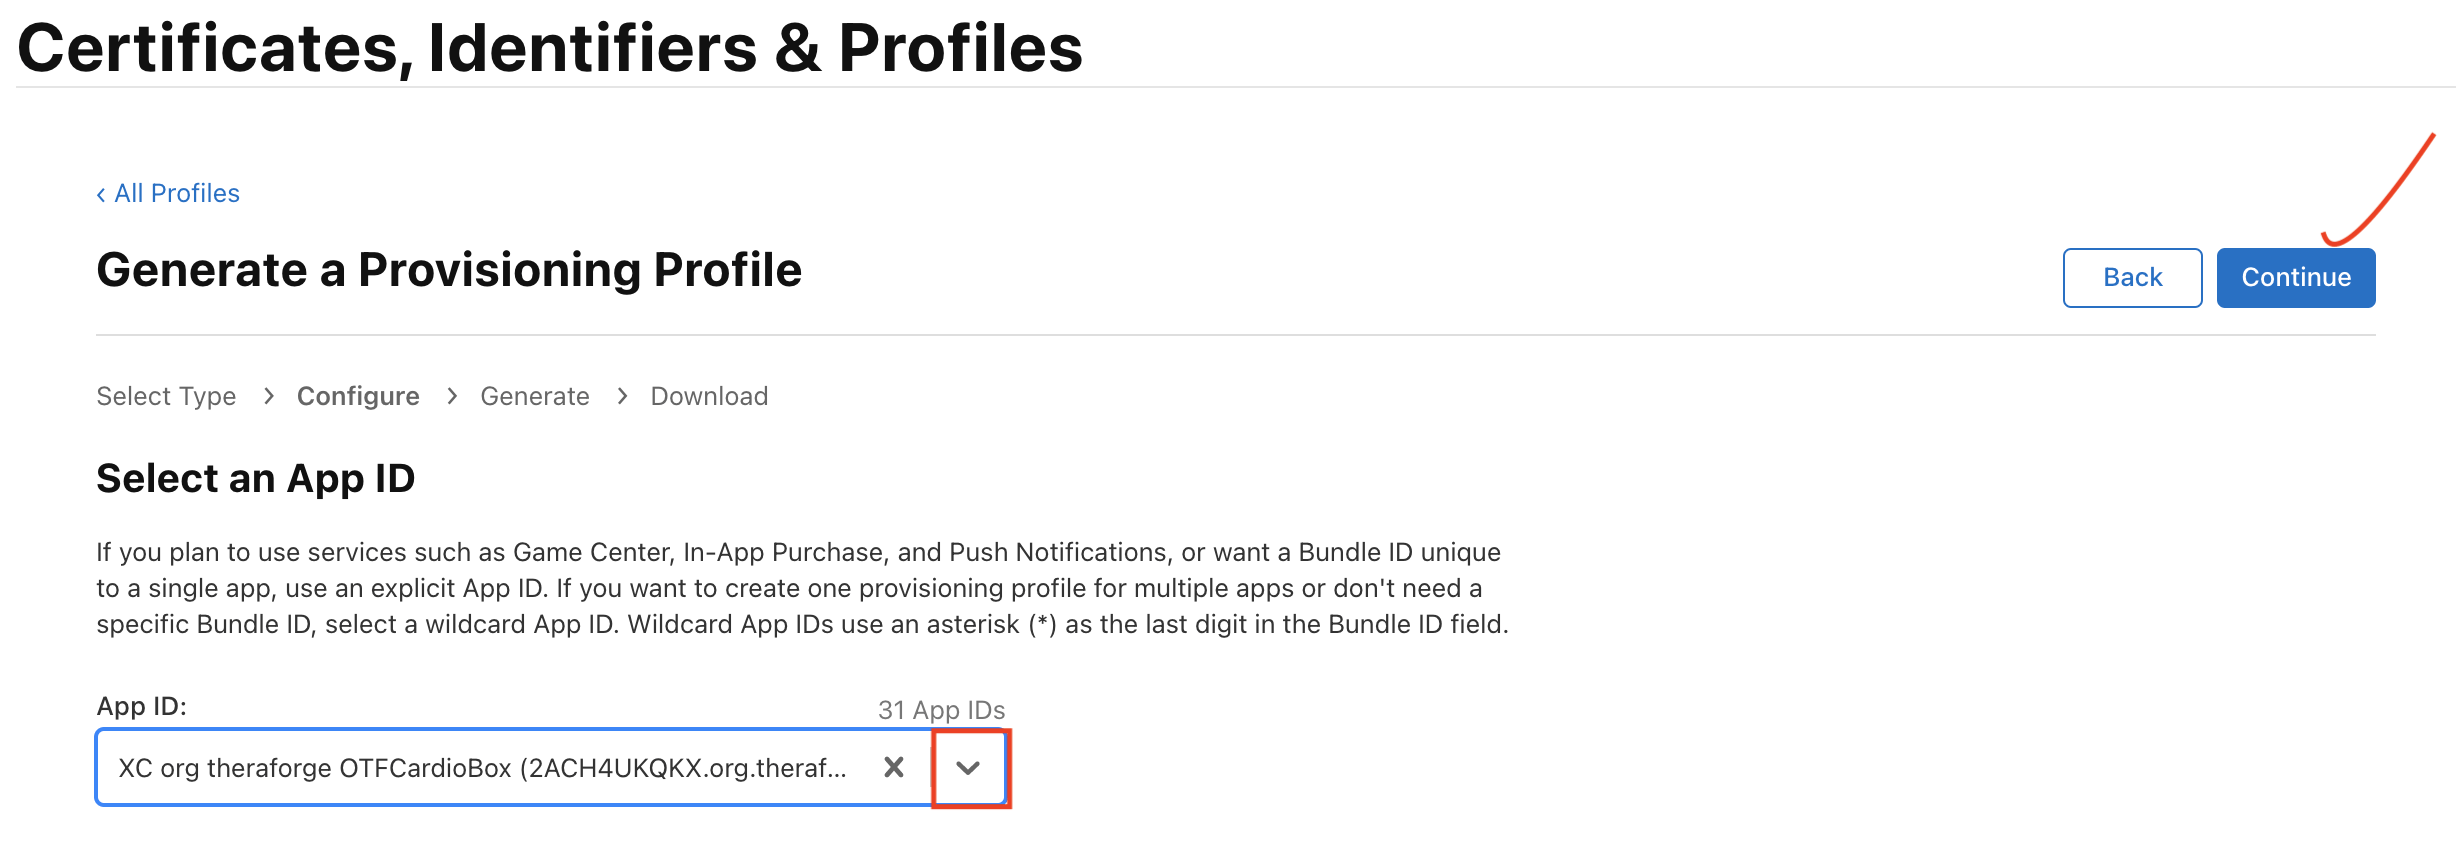 Certificates, Identifiers & Profiles
‹ All Profiles
Generate a Provisioning Profile
Back
Continue
Select Type > Configure > Generate > Download
Select an App ID
If you plan to use services such as Game Center, In-App Purchase, and Push Notifications, or want a Bundle ID unique
to a single app, use an explicit App ID. If you want to create one provisioning profile for multiple apps or don't need a
specific Bundle ID, select a wildcard App ID. Wildcard App IDs use an asterisk (*) as the last digit in the Bundle ID field.
App ID:
31 App IDs
XC org theraforge OTFCardioBox (2ACH4UKQKX.org.theraf...